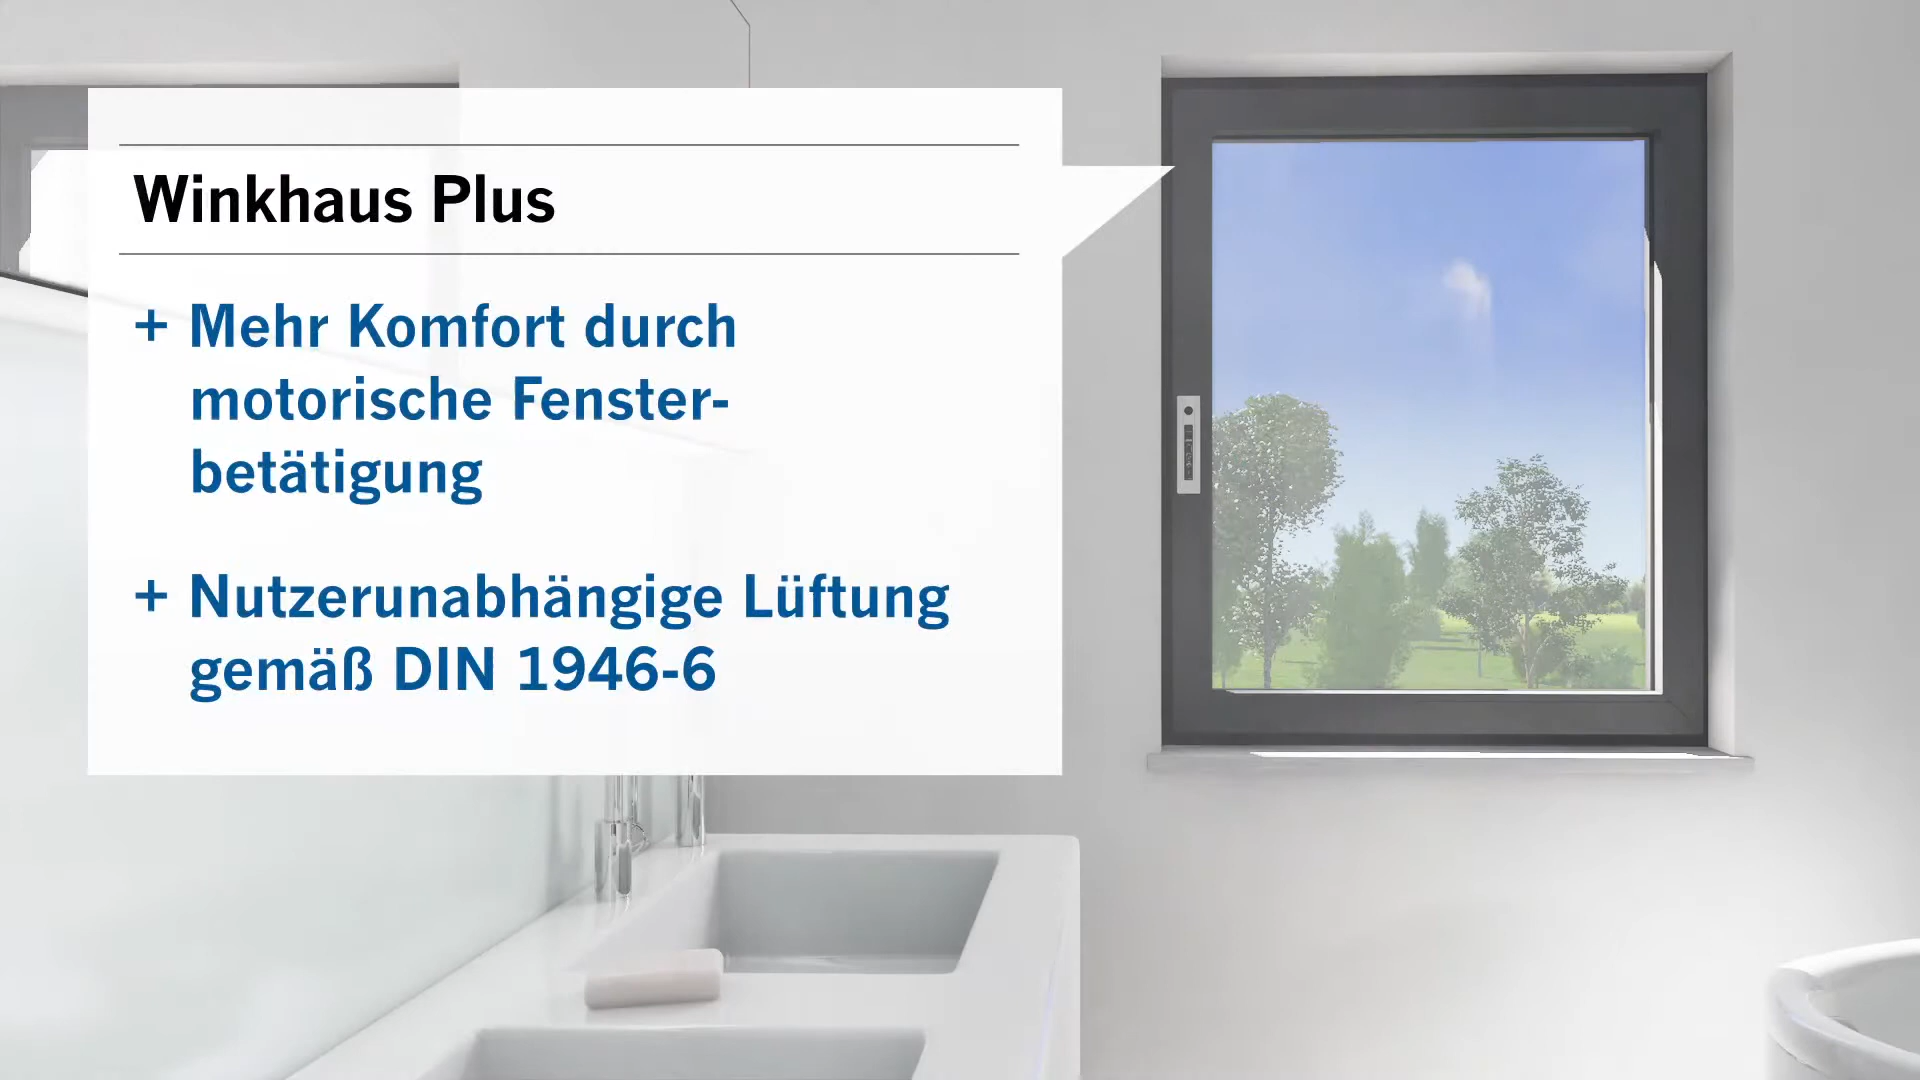 Winkhaus Plus
+ Mehr Komfort durch
motorische Fenster-
betätigung
+ Nutzerunabhängige Lüftung
gemäß DIN 1946-6